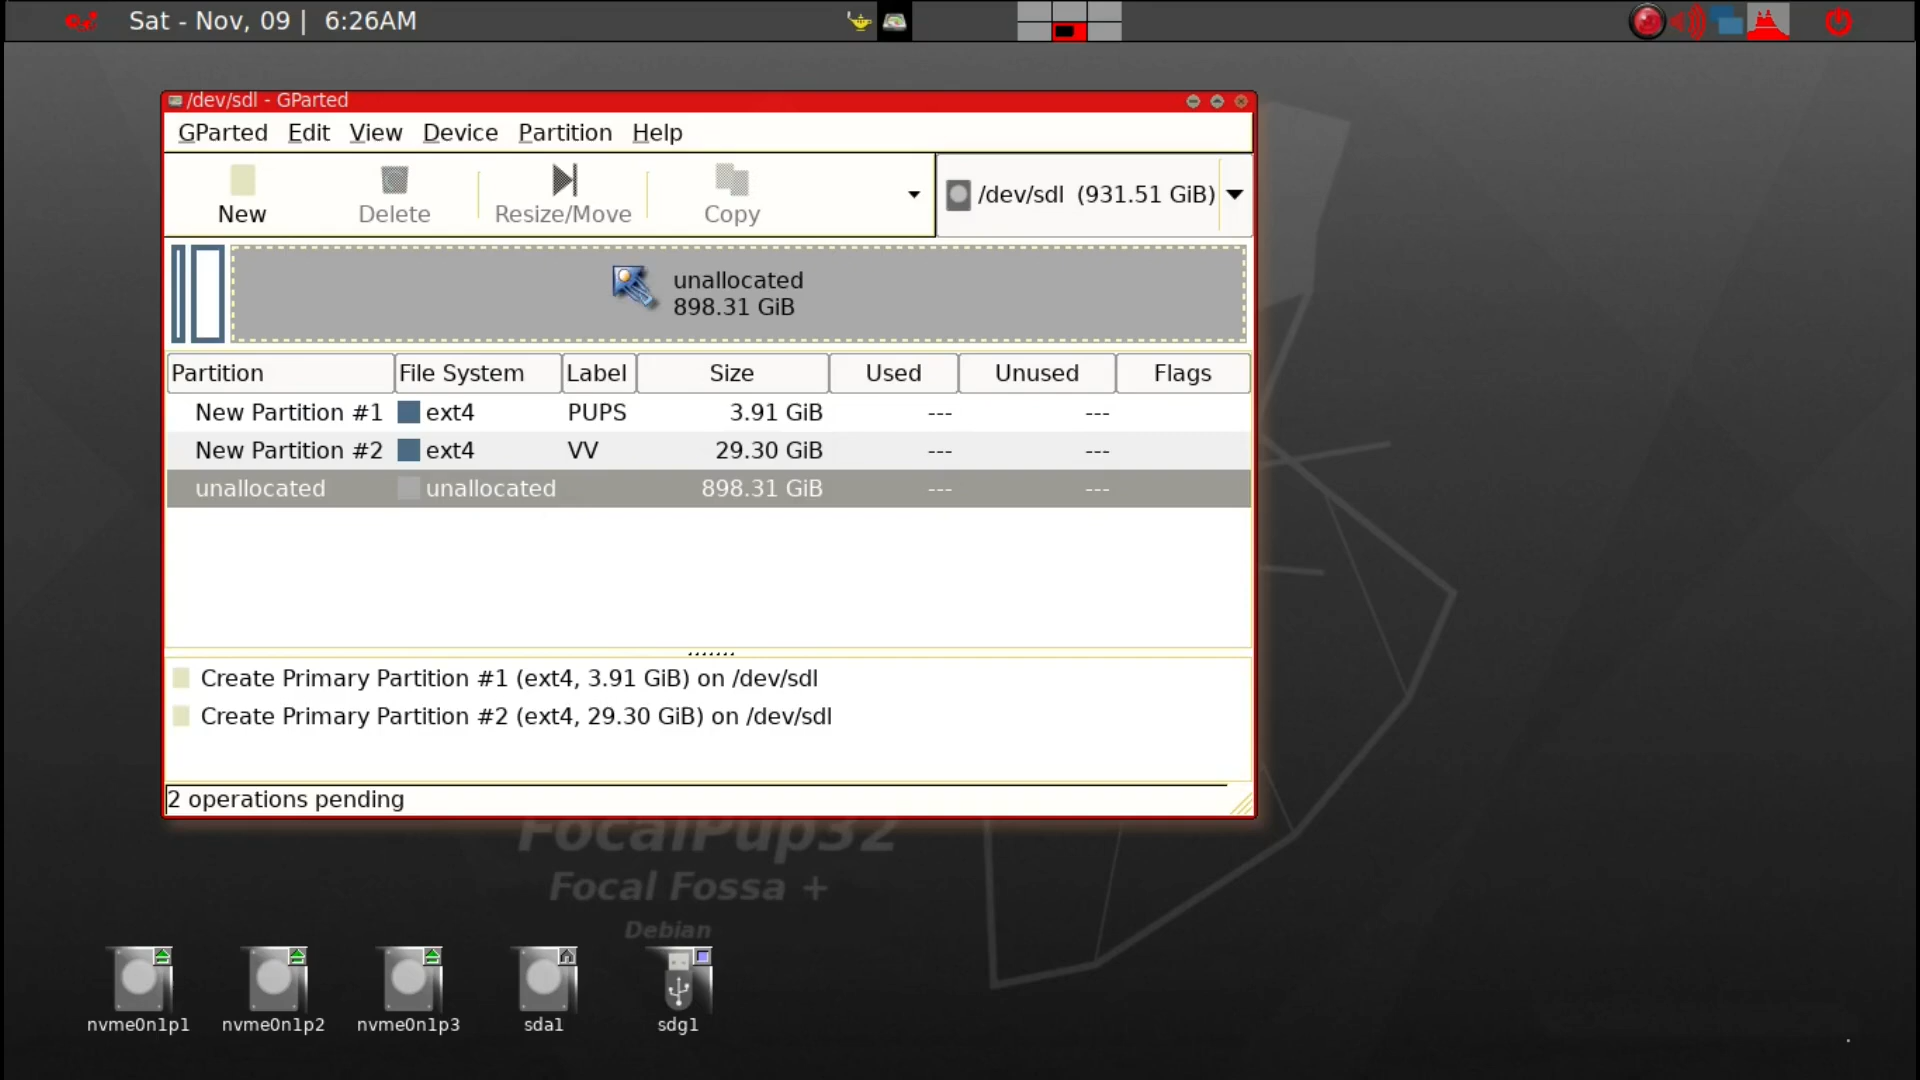 Sat - Nov, 09 | 6:26AM
/dev/sdl - GParted
GParted Edit View Device Partition Help
New Delete Resize/Move Copy /dev/sdl (931.51 GiB)
unallocated
898.31 GiB
Partition File System Label Size Used Unused Flags
New Partition #1 ext4 PUPS 3.91 GiB --- ---
New Partition #2 ext4 VV 29.30 GiB --- ---
unallocated unallocated 898.31 GiB --- ---
Create Primary Partition #1 (ext4, 3.91 GiB) on /dev/sdl
Create Primary Partition #2 (ext4, 29.30 GiB) on /dev/sdl
2 operations pending
FocalPup32
Focal Fossa +
Debian
nvme0n1p1 nvme0n1p2 nvme0n1p3 sda1 sdg1